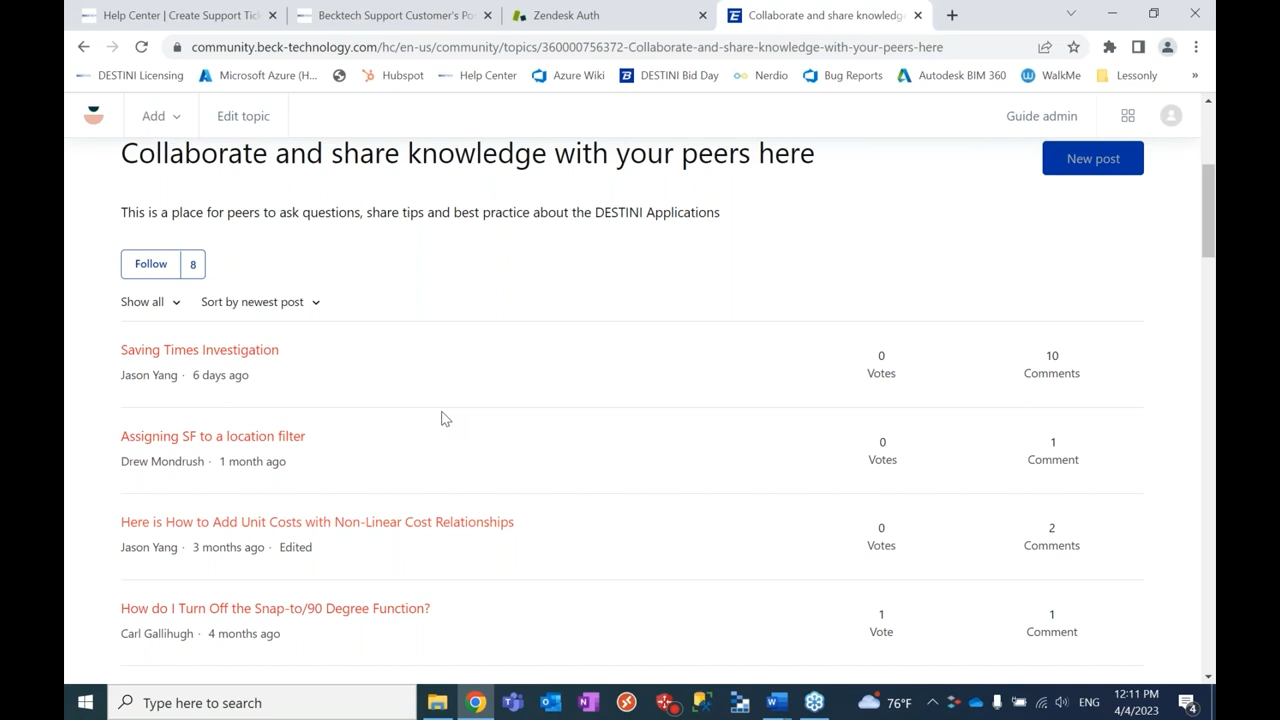 Help Center | Create Support Tick
Becktech Support Customer's Po
Zendesk Auth
Collaborate and share knowledg
community.beck-technology.com/hc/en-us/community/topics/360000756372-Collaborate-and-share-knowledge-with-your-peers-here
DESTINI Licensing
Microsoft Azure (H...
Hubspot
Help Center
Azure Wiki
DESTINI Bid Day
Nerdio
Bug Reports
Autodesk BIM 360
WalkMe
Lessonly
»
Add
Edit topic
Guide admin
Collaborate and share knowledge with your peers here
New post
This is a place for peers to ask questions, share tips and best practice about the DESTINI Applications
Follow 8
Show all
Sort by newest post
Saving Times Investigation
Jason Yang · 6 days ago
0
Votes
10
Comments
Assigning SF to a location filter
Drew Mondrush · 1 month ago
0
Votes
1
Comment
Here is How to Add Unit Costs with Non-Linear Cost Relationships
Jason Yang · 3 months ago · Edited
0
Votes
2
Comments
How do I Turn Off the Snap-to/90 Degree Function?
Carl Gallihugh · 4 months ago
1
Vote
1
Comment
Type here to search
76°F
ENG
12:11 PM
4/4/2023
4